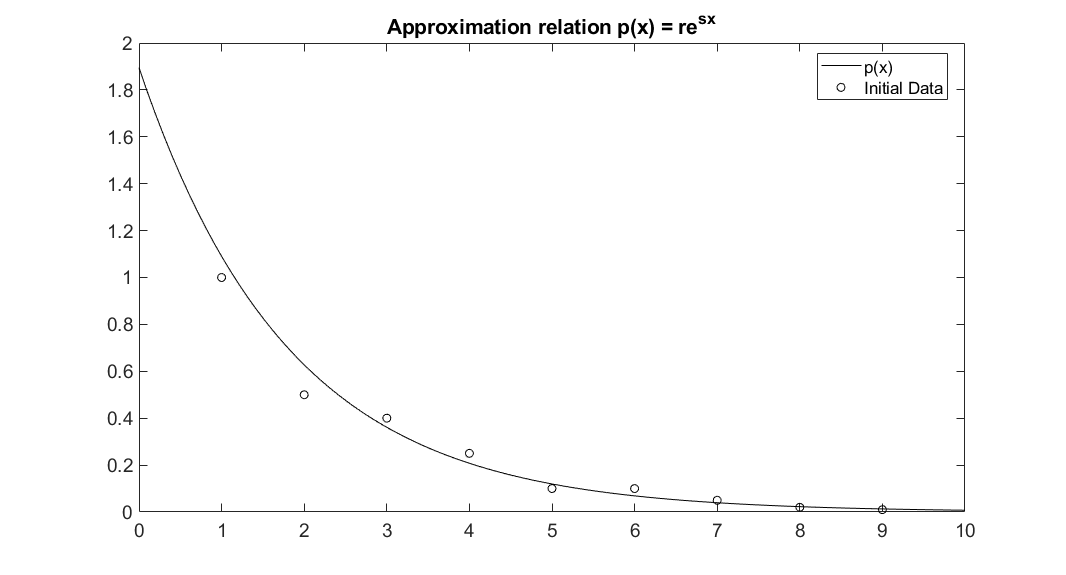 Approximation relation p(x) = re^sx
p(x)
Initial Data
2
1.8
1.6
1.4
1.2
1
0.8
0.6
0.4
0.2
0
0 1 2 3 4 5 6 7 8 9 10